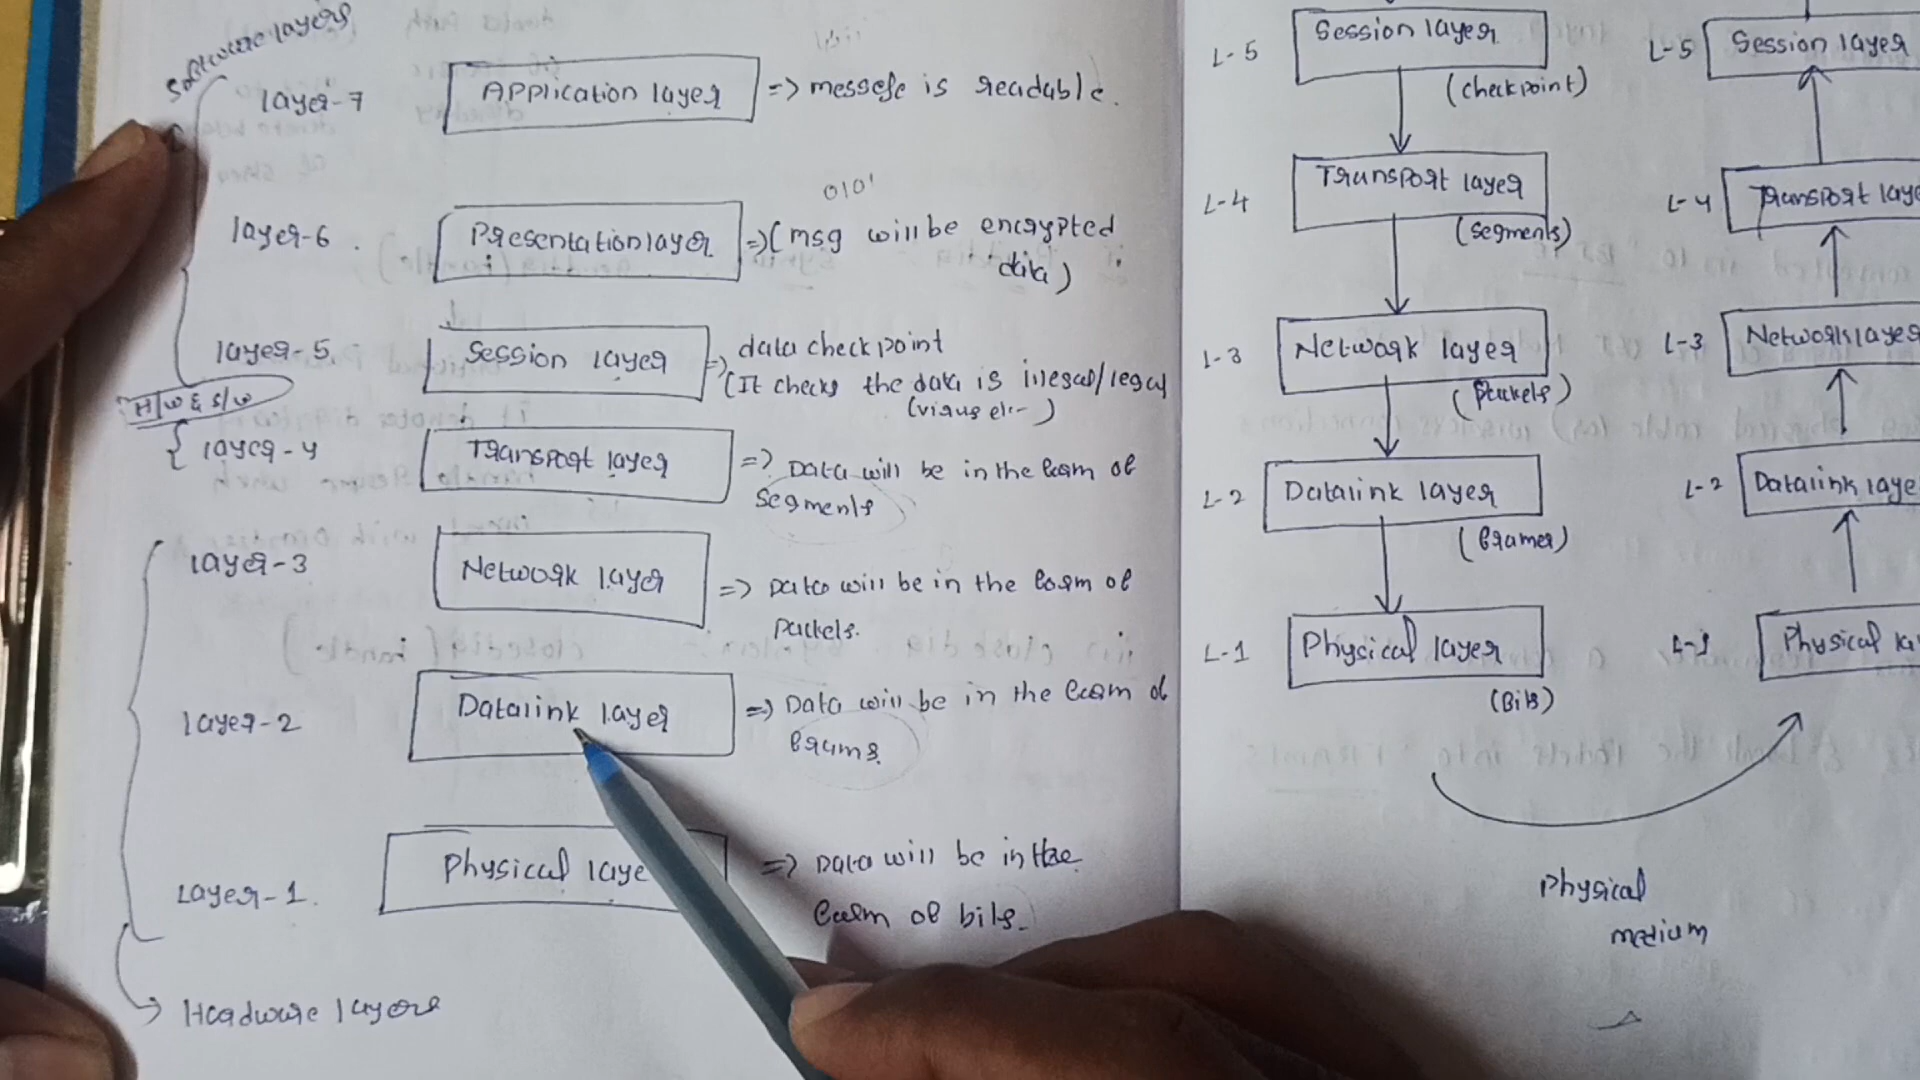 Software layers
layer-7
Application layer
=> messefe is readable.
0101
layer-6.
Presentation layer
=> (msg will be encrypted
data)
layer-5.
Session layer
=> data checkpoint
(It checks the data is illegal/legal
(virus etc-)
H/w & S/w
layer-4
Transport layer
=> Data will be in the form of
segments
layer-3
Network layer
=> Data will be in the form of
packets.
layer-2
Datalink layer
=> Data will be in the form of
frams.
Layer-1.
Physical laye
=> Data will be in the
form of bits.
-> Hardware layers
L-5
Session layer
(checkpoint)
L-4
Transport layer
(segments)
L-3
Network layer
(packets)
L-2
Datalink layer
(frames)
L-1
Physical layer
(Bits)
L-5
Session layer
L-4
Transport laye
L-3
Network layer
L-2
Datalink laye
L-1
Physical la
Physical
medium